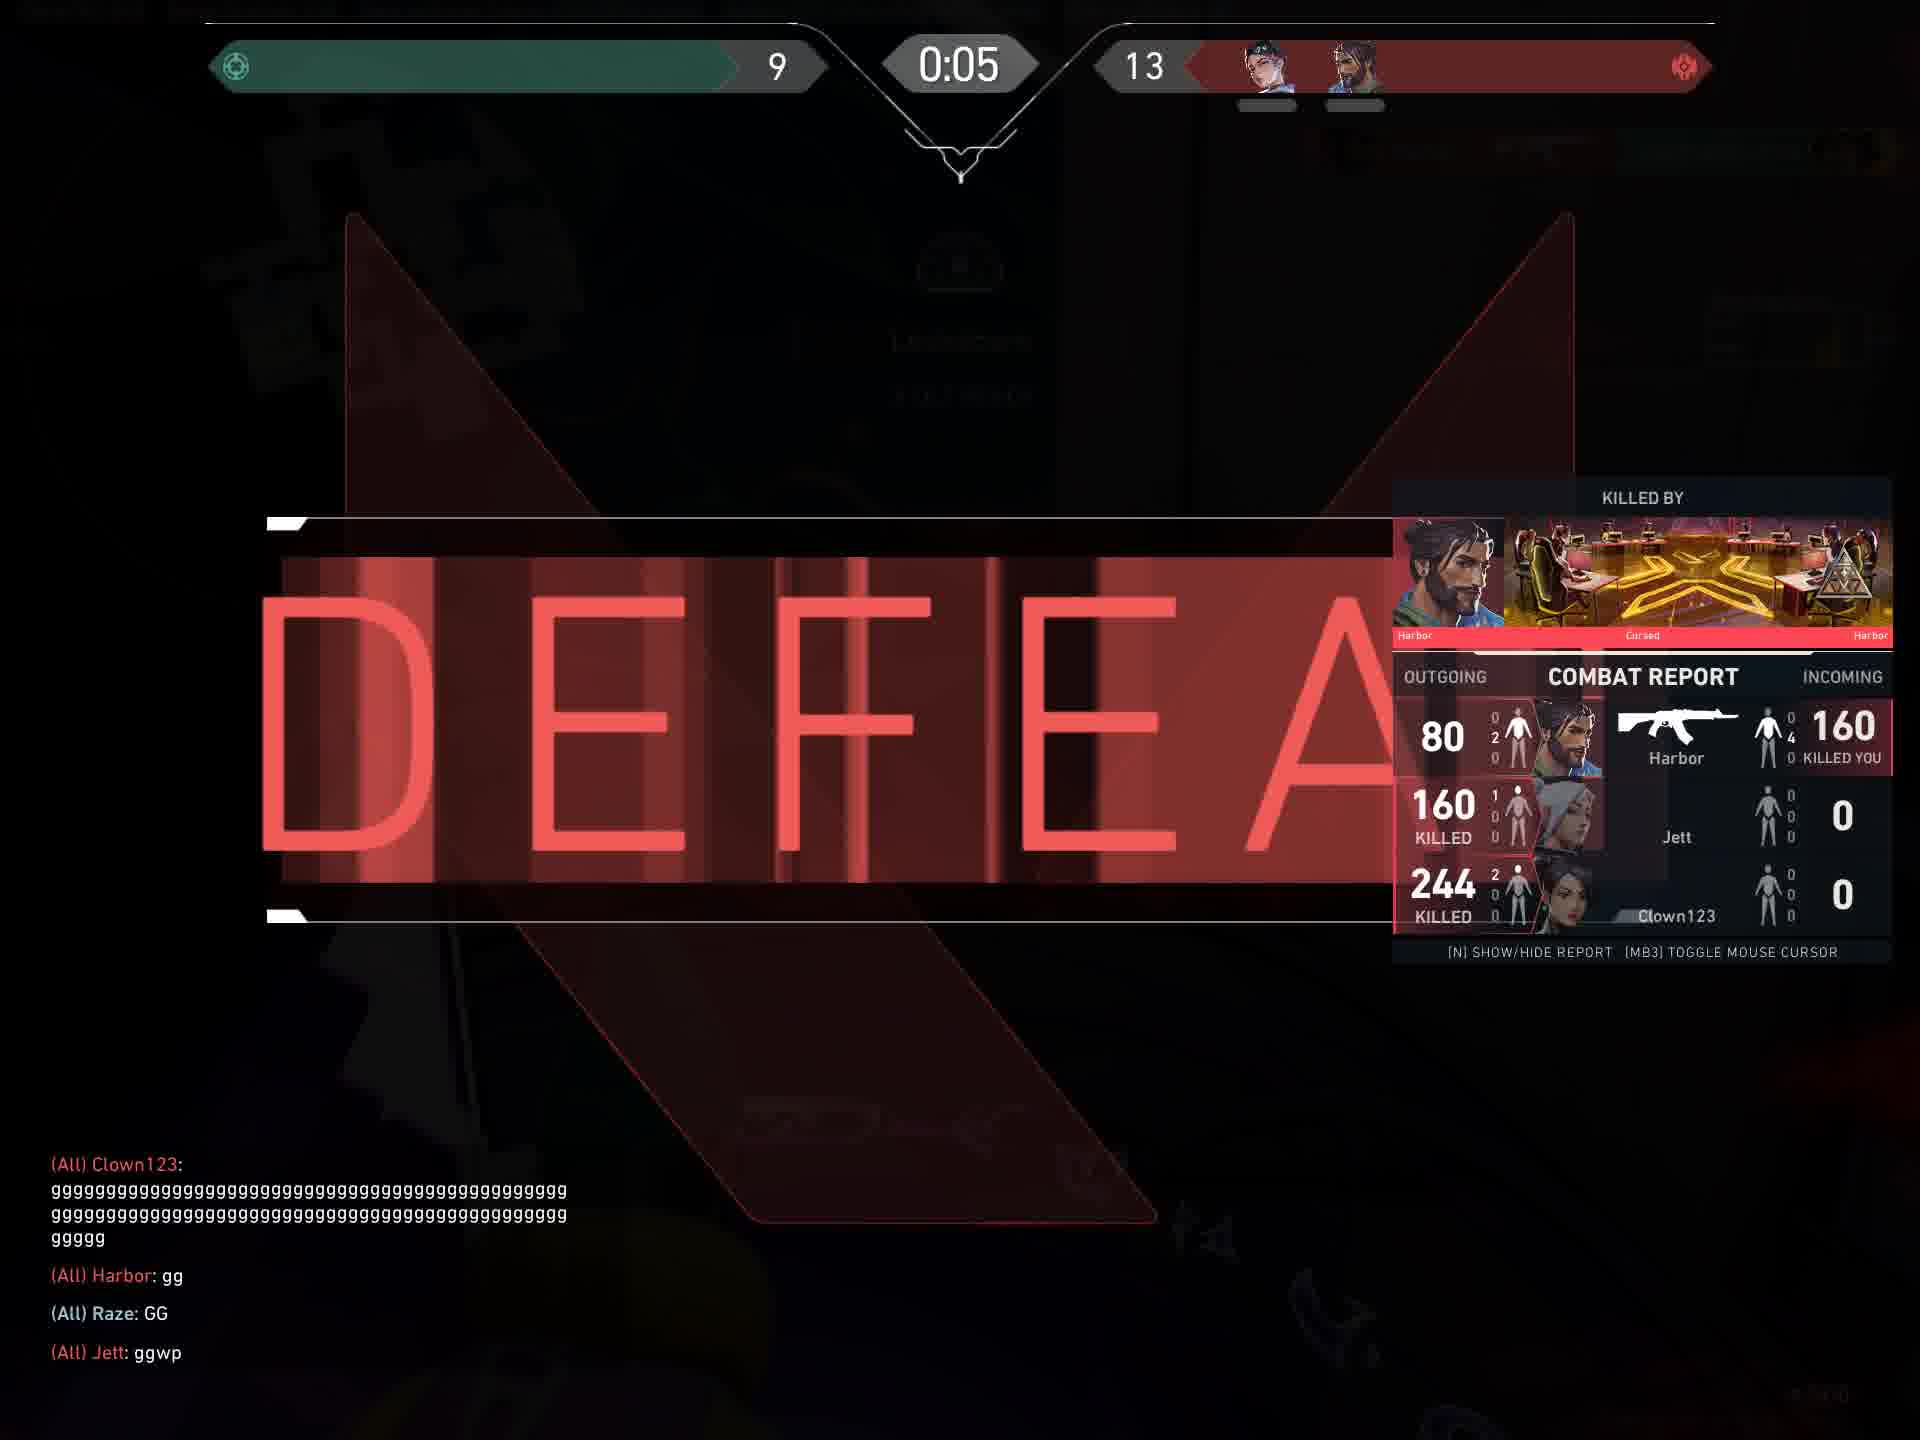 9
0:05
13
KILLED BY
Harbor Cursed Harbor
OUTGOING COMBAT REPORT INCOMING
80
0
2
0
Harbor
0
4
0
160
KILLED YOU
160
KILLED
1
0
0
Jett
0
0
0
0
244
KILLED
2
0
0
Clown123
0
0
0
0
[N] SHOW/HIDE REPORT [MB3] TOGGLE MOUSE CURSOR
DEFEA
(All) Clown123:
ggggggggggggggggggggggggggggggggggggggggggggggg
ggggggggggggggggggggggggggggggggggggggggggggggg
ggggg
(All) Harbor: gg
(All) Raze: GG
(All) Jett: ggwp